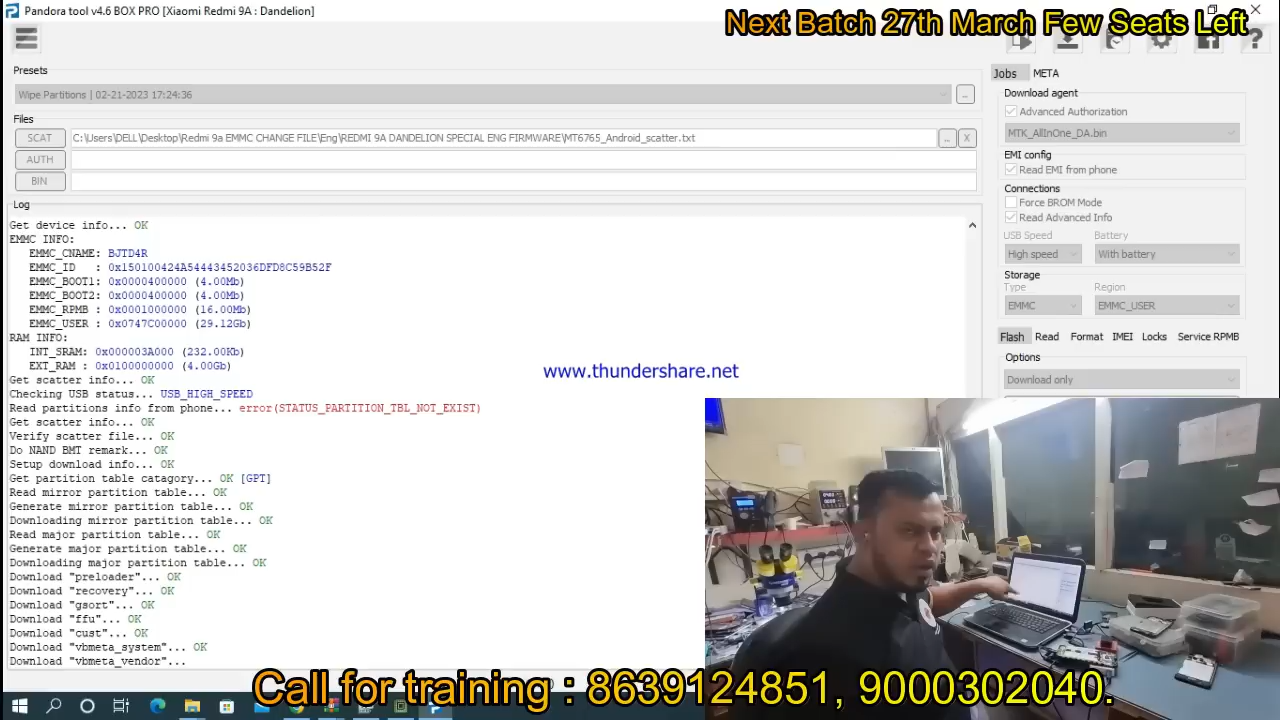 Pandora tool v4.6 BOX PRO [Xiaomi Redmi 9A : Dandelion]
Next Batch 27th March Few Seats Left
Presets
Wipe Partitions | 02-21-2023 17:24:36
..
Files
SCAT
C:\Users\DELL\Desktop\Redmi 9a EMMC CHANGE FILE\Eng\REDMI 9A DANDELION SPECIAL ENG FIRMWARE\MT6765_Android_scatter.txt
...
X
AUTH
BIN
Log
Get device info... OK
EMMC INFO:
EMMC_CNAME: BJTD4R
EMMC_ID : 0x150100424A54443452036DFD8C59B52F
EMMC_BOOT1: 0x0000400000 (4.00Mb)
EMMC_BOOT2: 0x0000400000 (4.00Mb)
EMMC_RPMB : 0x0001000000 (16.00Mb)
EMMC_USER : 0x0747C00000 (29.12Gb)
RAM INFO:
INT_SRAM: 0x000003A000 (232.00Kb)
EXT_RAM : 0x0100000000 (4.00Gb)
Get scatter info... OK
Checking USB status... USB_HIGH_SPEED
Read partitions info from phone... error(STATUS_PARTITION_TBL_NOT_EXIST)
Get scatter info... OK
Verify scatter file... OK
Do NAND BMT remark... OK
Setup download info... OK
Get partition table catagory... OK [GPT]
Read mirror partition table... OK
Generate mirror partition table... OK
Downloading mirror partition table... OK
Read major partition table... OK
Generate major partition table... OK
Downloading major partition table... OK
Download "preloader"... OK
Download "recovery"... OK
Download "gsort"... OK
Download "ffu"... OK
Download "cust"... OK
Download "vbmeta_system"... OK
Download "vbmeta_vendor"...
www.thundershare.net
Jobs META
Download agent
Advanced Authorization
MTK_AllInOne_DA.bin
EMI config
Read EMI from phone
Connections
Force BROM Mode
Read Advanced Info
USB Speed Battery
High speed With battery
Storage
Type Region
EMMC EMMC_USER
Flash Read Format IMEI Locks Service RPMB
Options
Download only
Call for training : 8639124851, 9000302040.